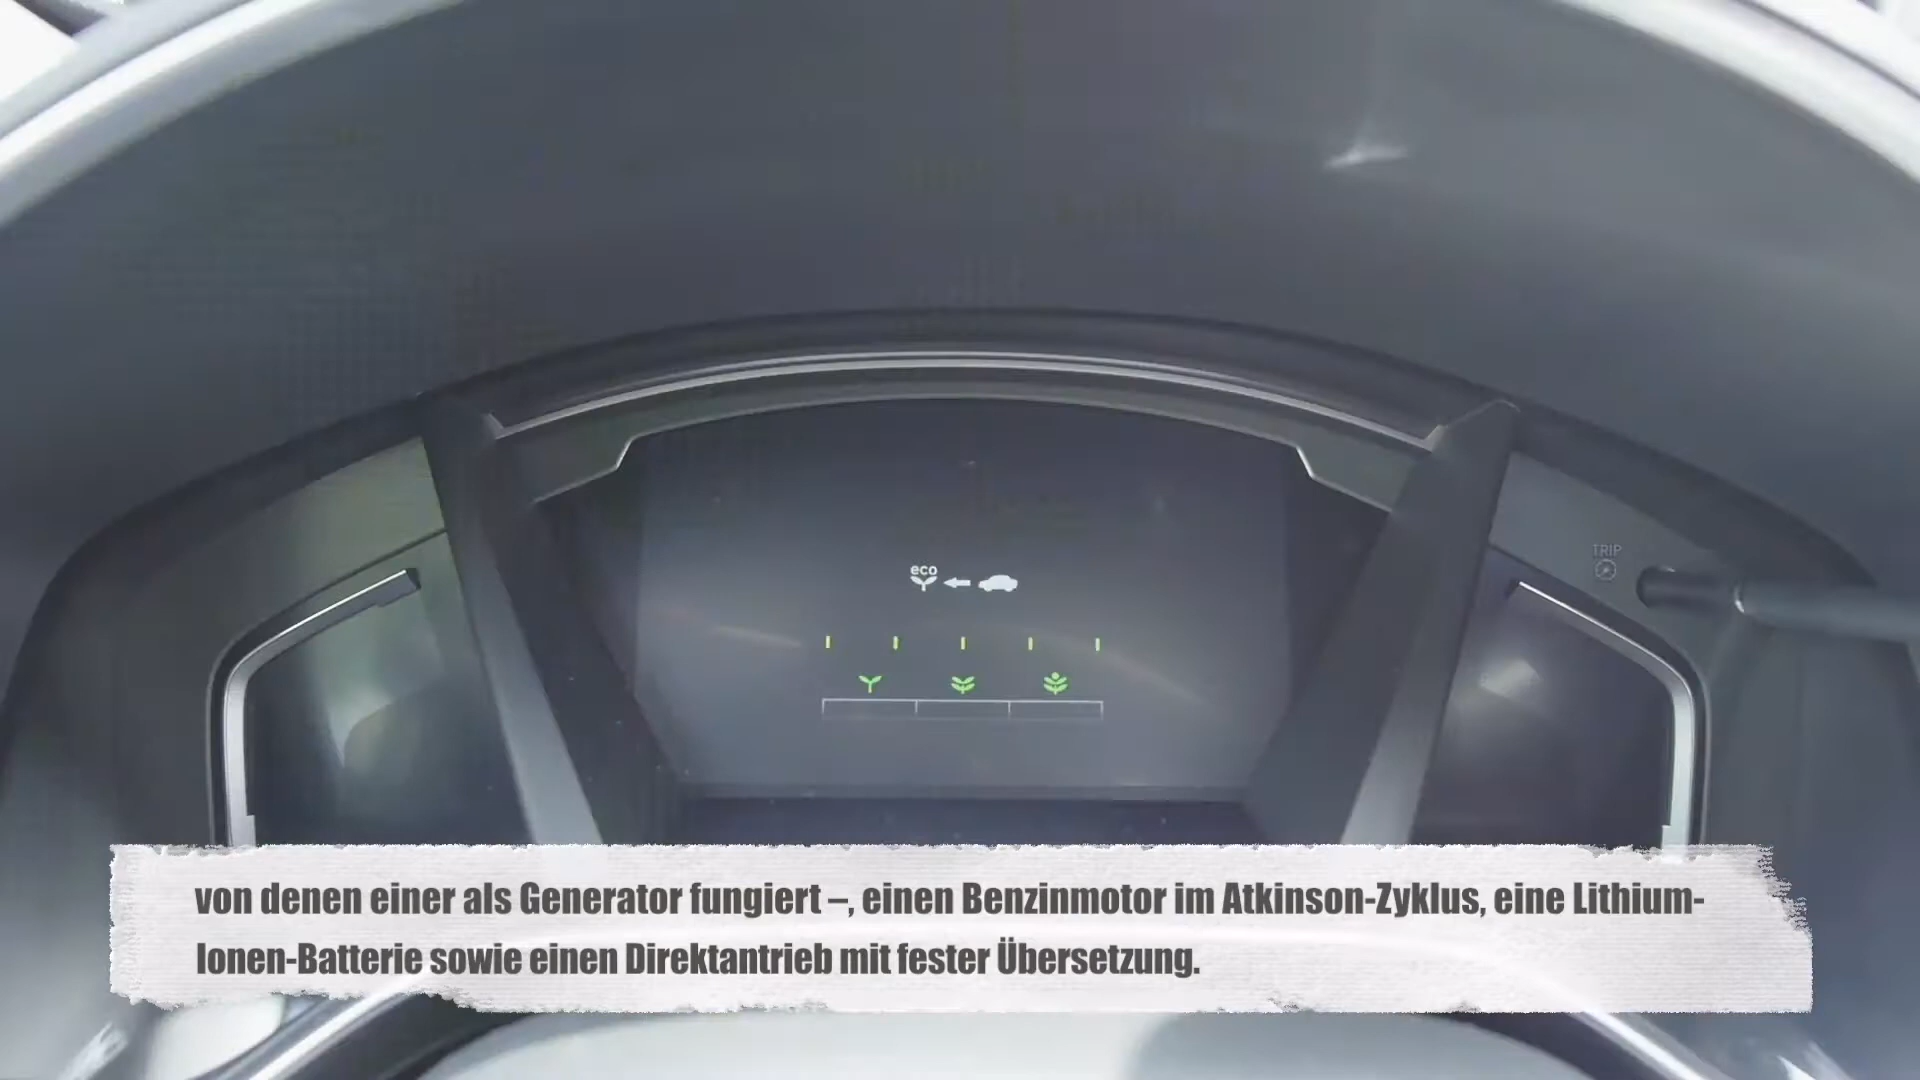 TRIP
eco
von denen einer als Generator fungiert –, einen Benzinmotor im Atkinson-Zyklus, eine Lithium-
Ionen-Batterie sowie einen Direktantrieb mit fester Übersetzung.